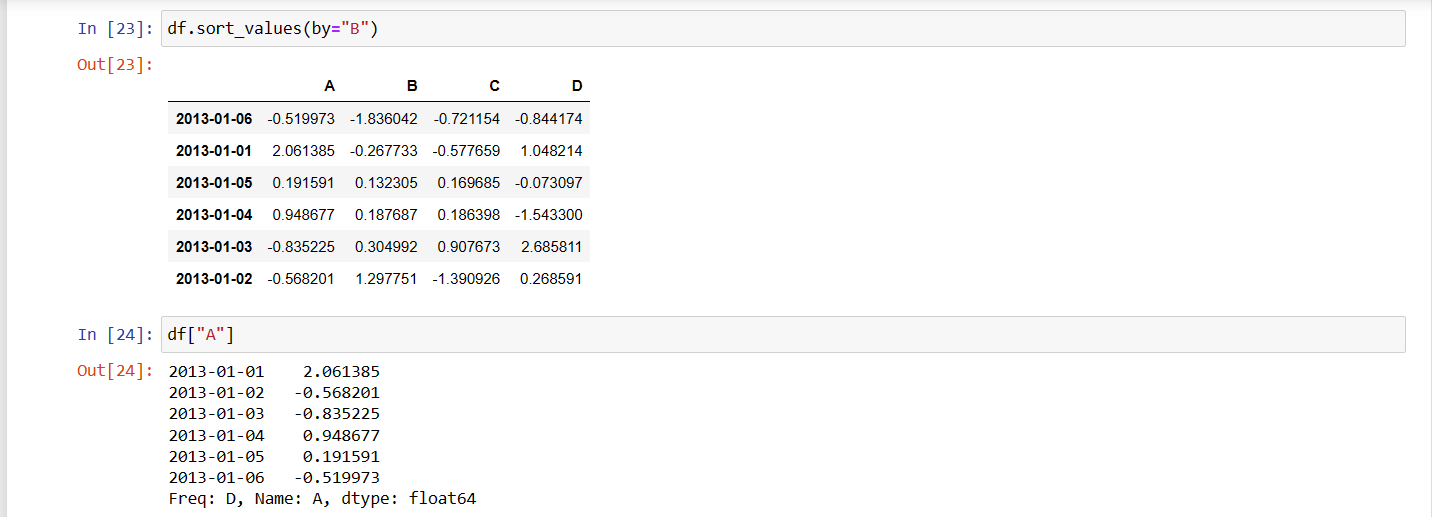 In [23]: df.sort_values(by="B")
Out[23]:
A B C D
2013-01-06 -0.519973 -1.836042 -0.721154 -0.844174
2013-01-01 2.061385 -0.267733 -0.577659 1.048214
2013-01-05 0.191591 0.132305 0.169685 -0.073097
2013-01-04 0.948677 0.187687 0.186398 -1.543300
2013-01-03 -0.835225 0.304992 0.907673 2.685811
2013-01-02 -0.568201 1.297751 -1.390926 0.268591
In [24]: df["A"]
Out[24]: 2013-01-01 2.061385
2013-01-02 -0.568201
2013-01-03 -0.835225
2013-01-04 0.948677
2013-01-05 0.191591
2013-01-06 -0.519973
Freq: D, Name: A, dtype: float64